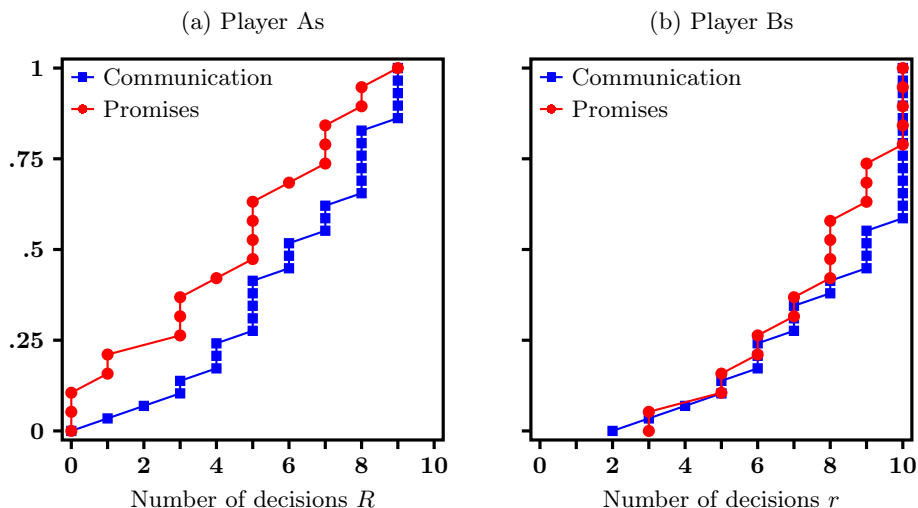 (a) Player As
(b) Player Bs
Communication
Promises
1
.75
.5
.25
0
0 2 4 6 8 10
Number of decisions R
Communication
Promises
0 2 4 6 8 10
Number of decisions r